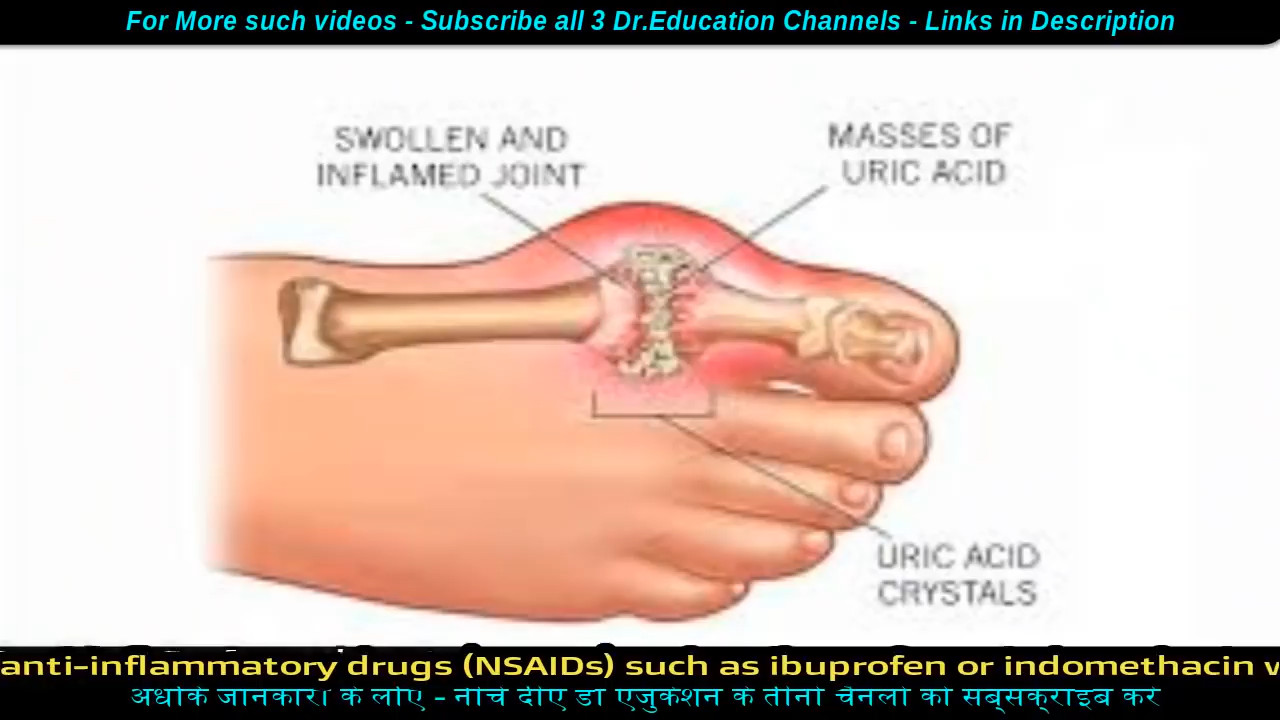 For More such videos - Subscribe all 3 Dr.Education Channels - Links in Description
SWOLLEN AND
INFLAMED JOINT
MASSES OF
URIC ACID
URIC ACID
CRYSTALS
anti-inflammatory drugs (NSAIDs) such as ibuprofen or indomethacin
के लिए - नीचे दीए डॉ एजुकेशन के तीनों चैनलों को सब्सक्राइब करें